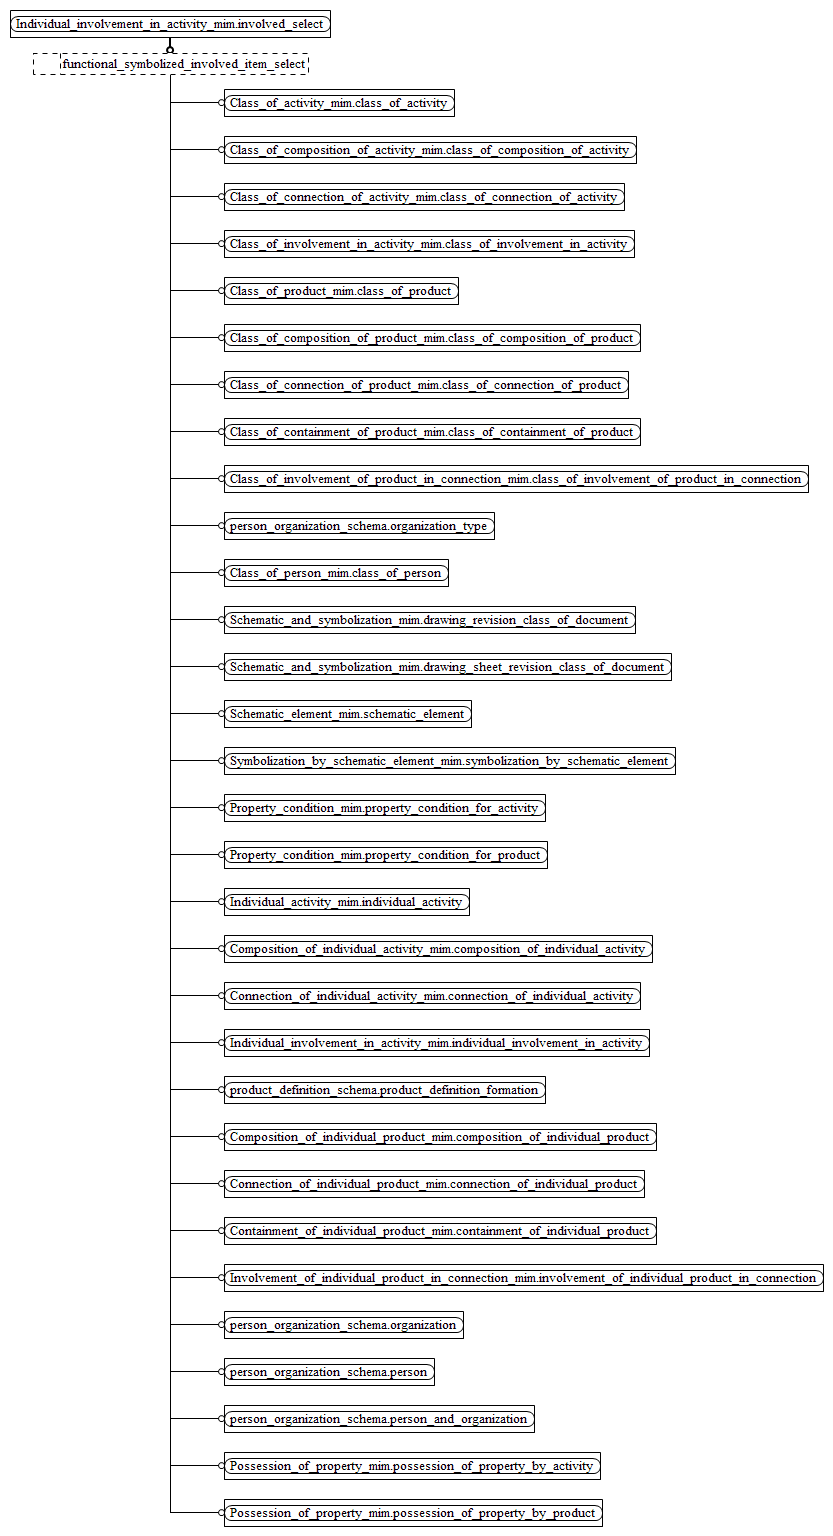 Individual_involvement_in_activity_mim.involved_select
functional_symbolized_involved_item_select
Class_of_activity_mim.class_of_activity
Class_of_composition_of_activity_mim.class_of_composition_of_activity
Class_of_connection_of_activity_mim.class_of_connection_of_activity
Class_of_involvement_in_activity_mim.class_of_involvement_in_activity
Class_of_product_mim.class_of_product
Class_of_composition_of_product_mim.class_of_composition_of_product
Class_of_connection_of_product_mim.class_of_connection_of_product
Class_of_containment_of_product_mim.class_of_containment_of_product
Class_of_involvement_of_product_in_connection_mim.class_of_involvement_of_product_in_connection
person_organization_schema.organization_type
Class_of_person_mim.class_of_person
Schematic_and_symbolization_mim.drawing_revision_class_of_document
Schematic_and_symbolization_mim.drawing_sheet_revision_class_of_document
Schematic_element_mim.schematic_element
Symbolization_by_schematic_element_mim.symbolization_by_schematic_element
Property_condition_mim.property_condition_for_activity
Property_condition_mim.property_condition_for_product
Individual_activity_mim.individual_activity
Composition_of_individual_activity_mim.composition_of_individual_activity
Connection_of_individual_activity_mim.connection_of_individual_activity
Individual_involvement_in_activity_mim.individual_involvement_in_activity
product_definition_schema.product_definition_formation
Composition_of_individual_product_mim.composition_of_individual_product
Connection_of_individual_product_mim.connection_of_individual_product
Containment_of_individual_product_mim.containment_of_individual_product
Involvement_of_individual_product_in_connection_mim.involvement_of_individual_product_in_connection
person_organization_schema.organization
person_organization_schema.person
person_organization_schema.person_and_organization
Possession_of_property_mim.possession_of_property_by_activity
Possession_of_property_mim.possession_of_property_by_product